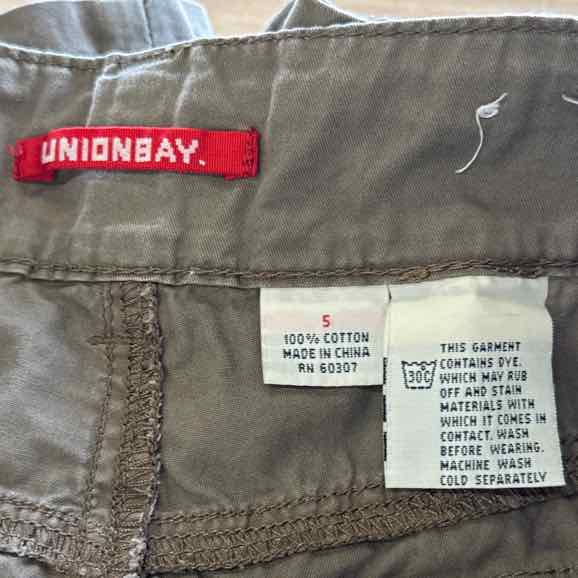 UNIONBAY.
5
100% COTTON
MADE IN CHINA
RN 60307
30C
THIS GARMENT
CONTAINS DYE.
WHICH MAY RUB
OFF AND STAIN
MATERIALS WITH
WHICH IT COMES IN
CONTACT. WASH
BEFORE WEARING.
MACHINE WASH
COLD SEPARATELY